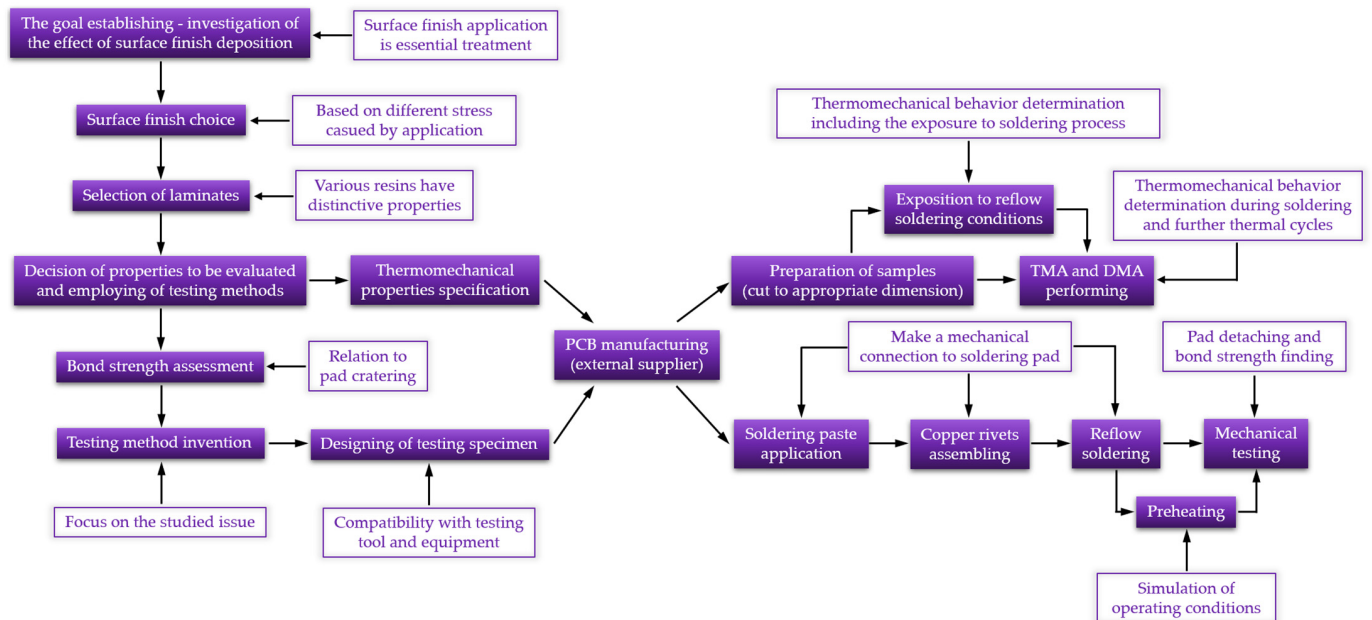 The goal establishing - investigation of
the effect of surface finish deposition
Surface finish application
is essential treatment
Surface finish choice
Based on different stress
casued by application
Selection of laminates
Various resins have
distinctive properties
Decision of properties to be evaluated
and employing of testing methods
Thermomechanical
properties specification
Bond strength assessment
Relation to
pad cratering
Testing method invention
Designing of testing specimen
Focus on the studied issue
Compatibility with testing
tool and equipment
PCB manufacturing
(external supplier)
Thermomechanical behavior determination
including the exposure to soldering process
Exposition to reflow
soldering conditions
Thermomechanical behavior
determination during soldering
and further thermal cycles
Preparation of samples
(cut to appropriate dimension)
TMA and DMA
performing
Make a mechanical
connection to soldering pad
Pad detaching and
bond strength finding
Soldering paste
application
Copper rivets
assembling
Reflow
soldering
Mechanical
testing
Preheating
Simulation of
operating conditions